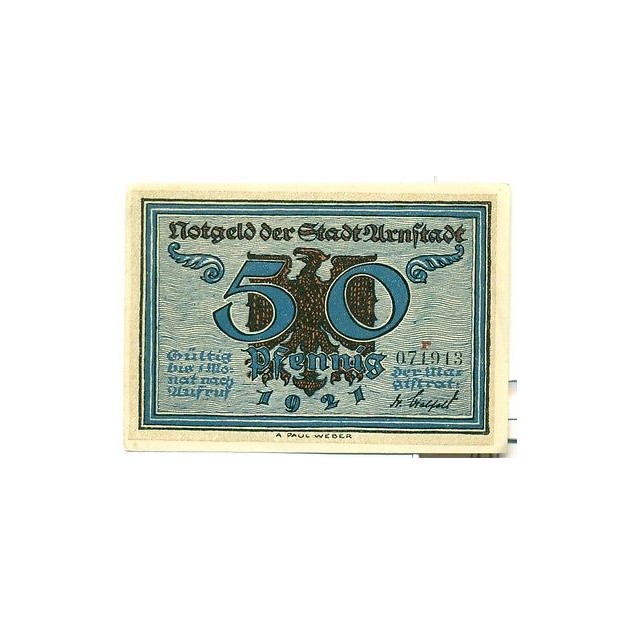 Notgeld der Stadt Arnstadt
50
Pfennig
Gültig
bis 1 Mo-
nat nach
Aufruf
1921
r
071913
der Ma-
gistrat:
A PAUL WEBER